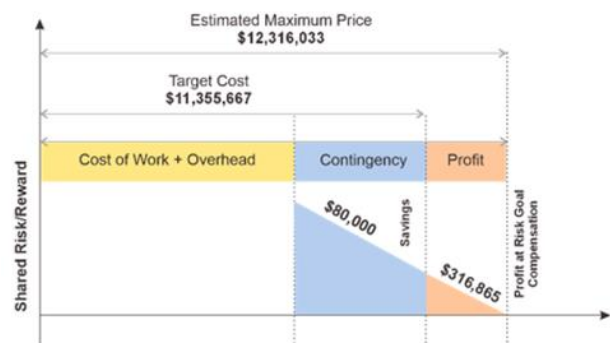 Estimated Maximum Price
$12,316,033
Target Cost
$11,355,667
Cost of Work + Overhead
Contingency
Profit
Shared Risk/Reward
$80,000
Savings
$316,865
Profit at Risk Goal
Compensation